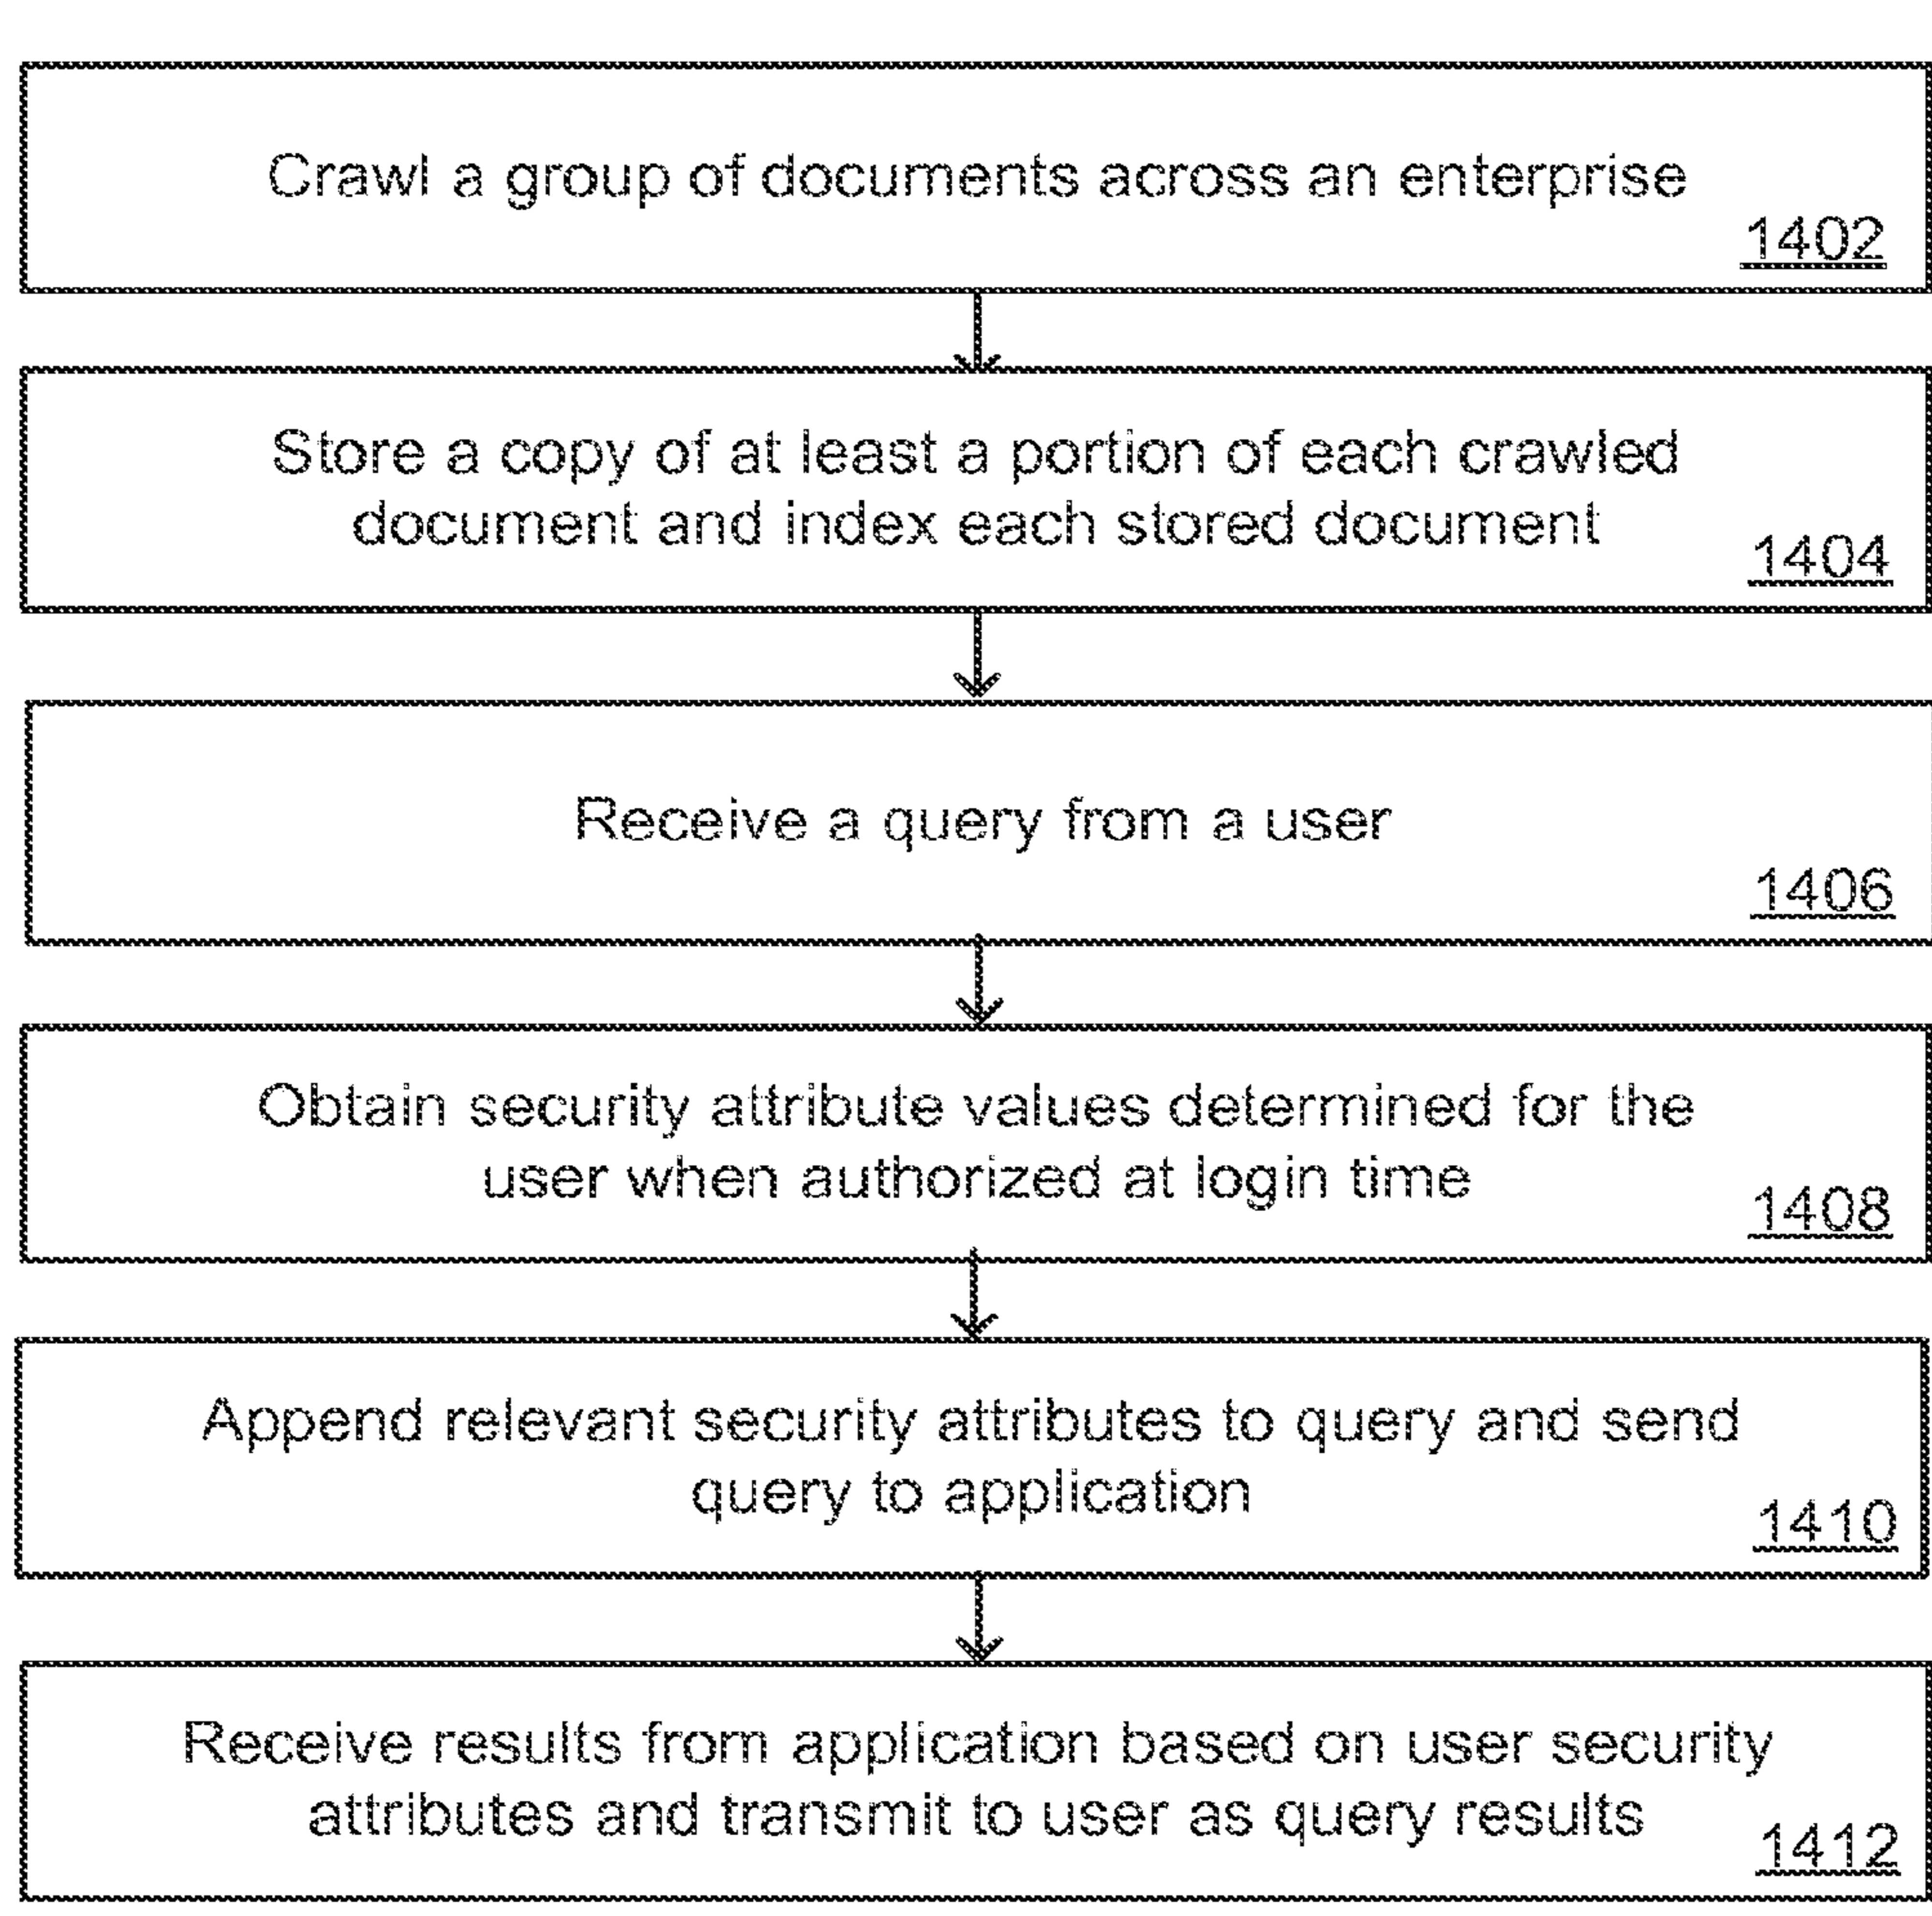 Crawl a group of documents across an enterprise
1402
Store a copy of at least a portion of each crawled
document and index each stored document
1404
Receive a query from a user
1406
Obtain security attribute values determined for the
user when authorized at login time
1408
Append relevant security attributes to query and send
query to application
1410
Receive results from application based on user security
attributes and transmit to user as query results
1412